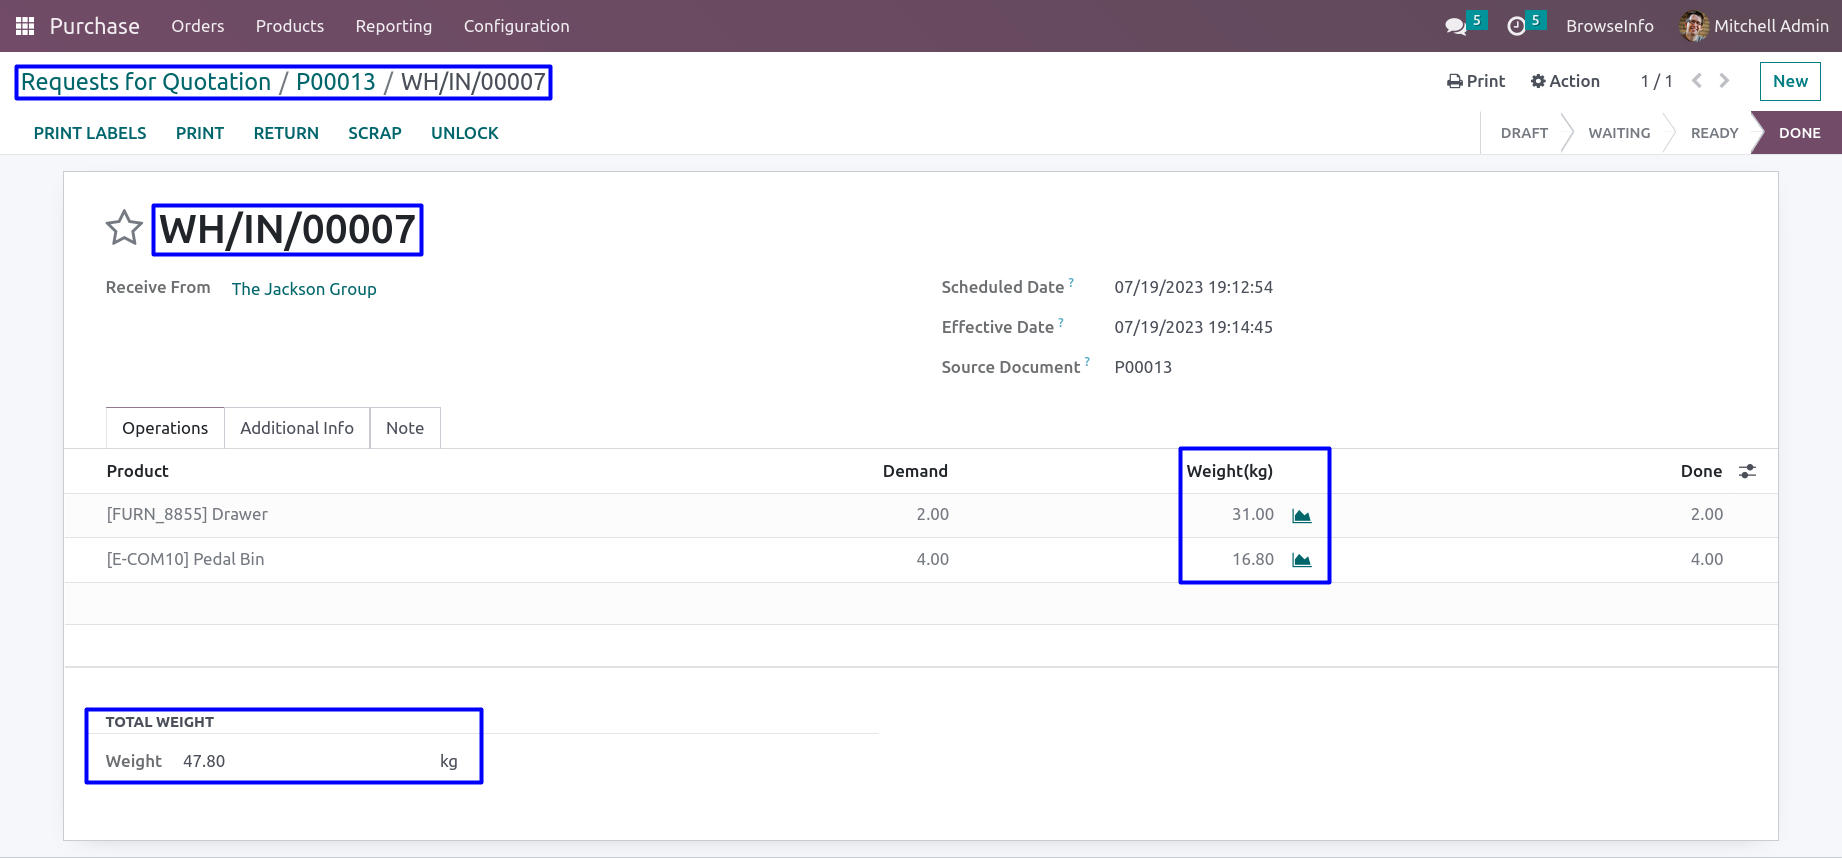 Purchase Orders Products Reporting Configuration 5 5 BrowseInfo Mitchell Admin
Requests for Quotation / P00013 / WH/IN/00007 Print Action 1 / 1 New
PRINT LABELS PRINT RETURN SCRAP UNLOCK DRAFT WAITING READY DONE
WH/IN/00007
Receive From The Jackson Group Scheduled Date ? 07/19/2023 19:12:54
Effective Date ? 07/19/2023 19:14:45
Source Document ? P00013
Operations Additional Info Note
Product Demand Weight(kg) Done
[FURN_8855] Drawer 2.00 31.00 2.00
[E-COM10] Pedal Bin 4.00 16.80 4.00
TOTAL WEIGHT
Weight 47.80 kg